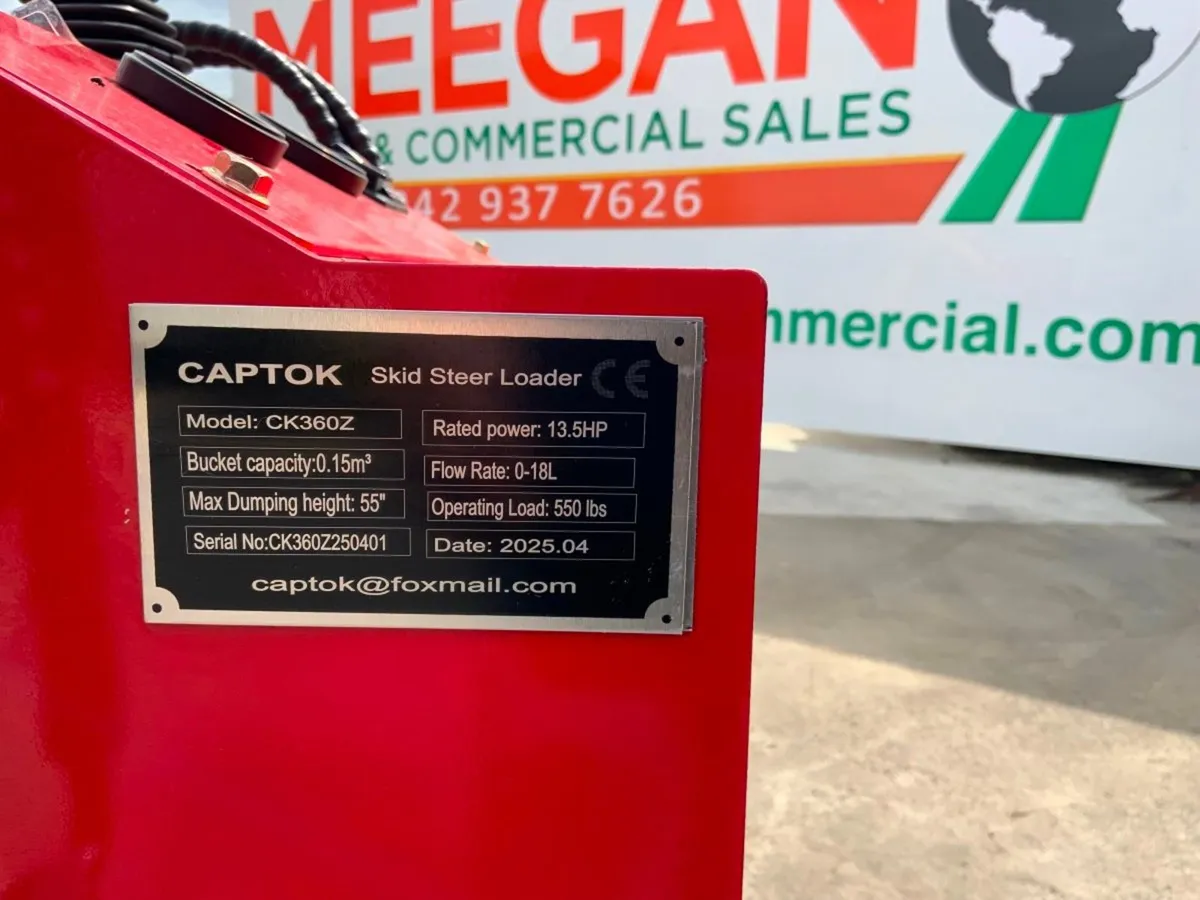 MEEGAN
& COMMERCIAL SALES
42 937 7626
mmercial.com
CAPTOK Skid Steer Loader CE
Model: CK360Z
Rated power: 13.5HP
Bucket capacity:0.15m³
Flow Rate: 0-18L
Max Dumping height: 55"
Operating Load: 550 lbs
Serial No:CK360Z250401
Date: 2025.04
captok@foxmail.com